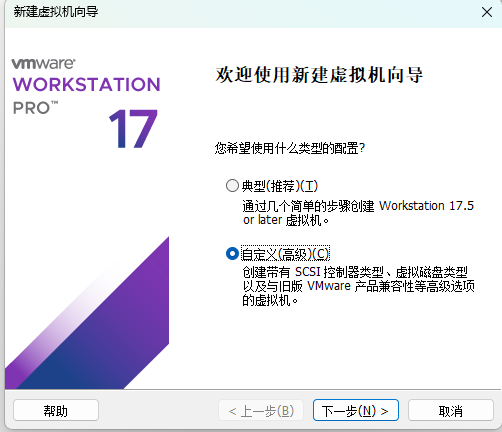 新建虚拟机向导
vmware
WORKSTATION
PRO™
17
欢迎使用新建虚拟机向导
您希望使用什么类型的配置?
典型(推荐)(T)
通过几个简单的步骤创建 Workstation 17.5
or later 虚拟机。
自定义(高级)(C)
创建带有 SCSI 控制器类型、虚拟磁盘类型
以及与旧版 VMware 产品兼容性等高级选项
的虚拟机。
帮助
< 上一步(B)
下一步(N) >
取消